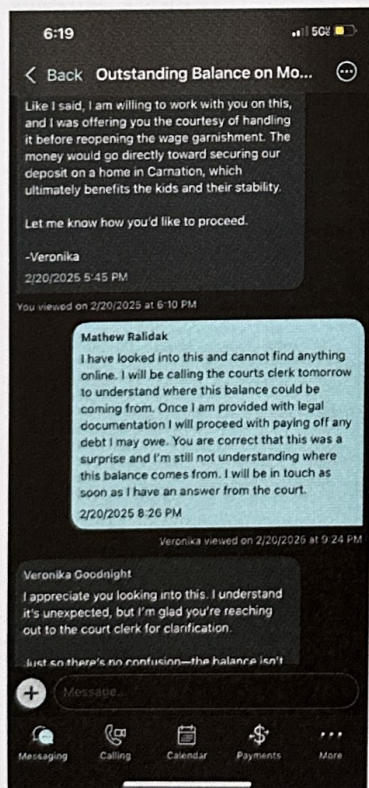 6:19
5G
Back Outstanding Balance on Mo...
Like I said, I am willing to work with you on this,
and I was offering you the courtesy of handling
it before reopening the wage garnishment. The
money would go directly toward securing our
deposit on a home in Carnation, which
ultimately benefits the kids and their stability.
Let me know how you'd like to proceed.
-Veronika
2/20/2025 5:45 PM
You viewed on 2/20/2025 at 6:10 PM
Mathew Ralidak
I have looked into this and cannot find anything
online. I will be calling the courts clerk tomorrow
to understand where this balance could be
coming from. Once I am provided with legal
documentation I will proceed with paying off any
debt I may owe. You are correct that this was a
surprise and I'm still not understanding where
this balance comes from. I will be in touch as
soon as I have an answer from the court.
2/20/2025 8:26 PM
Veronika viewed on 2/20/2025 at 9:24 PM
Veronika Goodnight
I appreciate you looking into this. I understand
it's unexpected, but I'm glad you're reaching
out to the court clerk for clarification.
Just so there's no confusion—the balance isn't
Message...
Messaging Calling Calendar Payments More